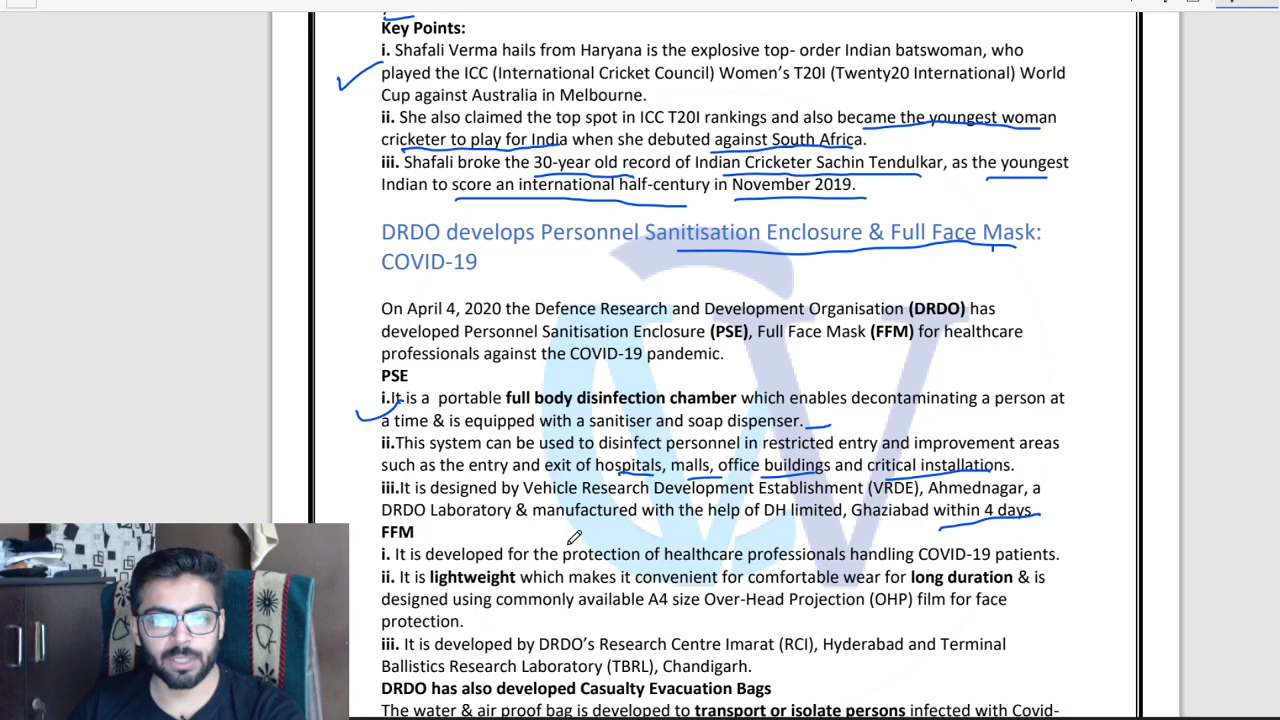 Key Points:
i. Shafali Verma hails from Haryana is the explosive top- order Indian batswoman, who
played the ICC (International Cricket Council) Women's T20I (Twenty20 International) World
Cup against Australia in Melbourne.
ii. She also claimed the top spot in ICC T20I rankings and also became the youngest woman
cricketer to play for India when she debuted against South Africa.
iii. Shafali broke the 30-year old record of Indian Cricketer Sachin Tendulkar, as the youngest
Indian to score an international half-century in November 2019.
DRDO develops Personnel Sanitisation Enclosure & Full Face Mask:
COVID-19
On April 4, 2020 the Defence Research and Development Organisation (DRDO) has
developed Personnel Sanitisation Enclosure (PSE), Full Face Mask (FFM) for healthcare
professionals against the COVID-19 pandemic.
PSE
i.It is a portable full body disinfection chamber which enables decontaminating a person at
a time & is equipped with a sanitiser and soap dispenser.
ii.This system can be used to disinfect personnel in restricted entry and improvement areas
such as the entry and exit of hospitals, malls, office buildings and critical installations.
iii.It is designed by Vehicle Research Development Establishment (VRDE), Ahmednagar, a
DRDO Laboratory & manufactured with the help of DH limited, Ghaziabad within 4 days.
FFM
i. It is developed for the protection of healthcare professionals handling COVID-19 patients.
ii. It is lightweight which makes it convenient for comfortable wear for long duration & is
designed using commonly available A4 size Over-Head Projection (OHP) film for face
protection.
iii. It is developed by DRDO's Research Centre Imarat (RCI), Hyderabad and Terminal
Ballistics Research Laboratory (TBRL), Chandigarh.
DRDO has also developed Casualty Evacuation Bags
The water & air proof bag is developed to transport or isolate persons infected with Covid-